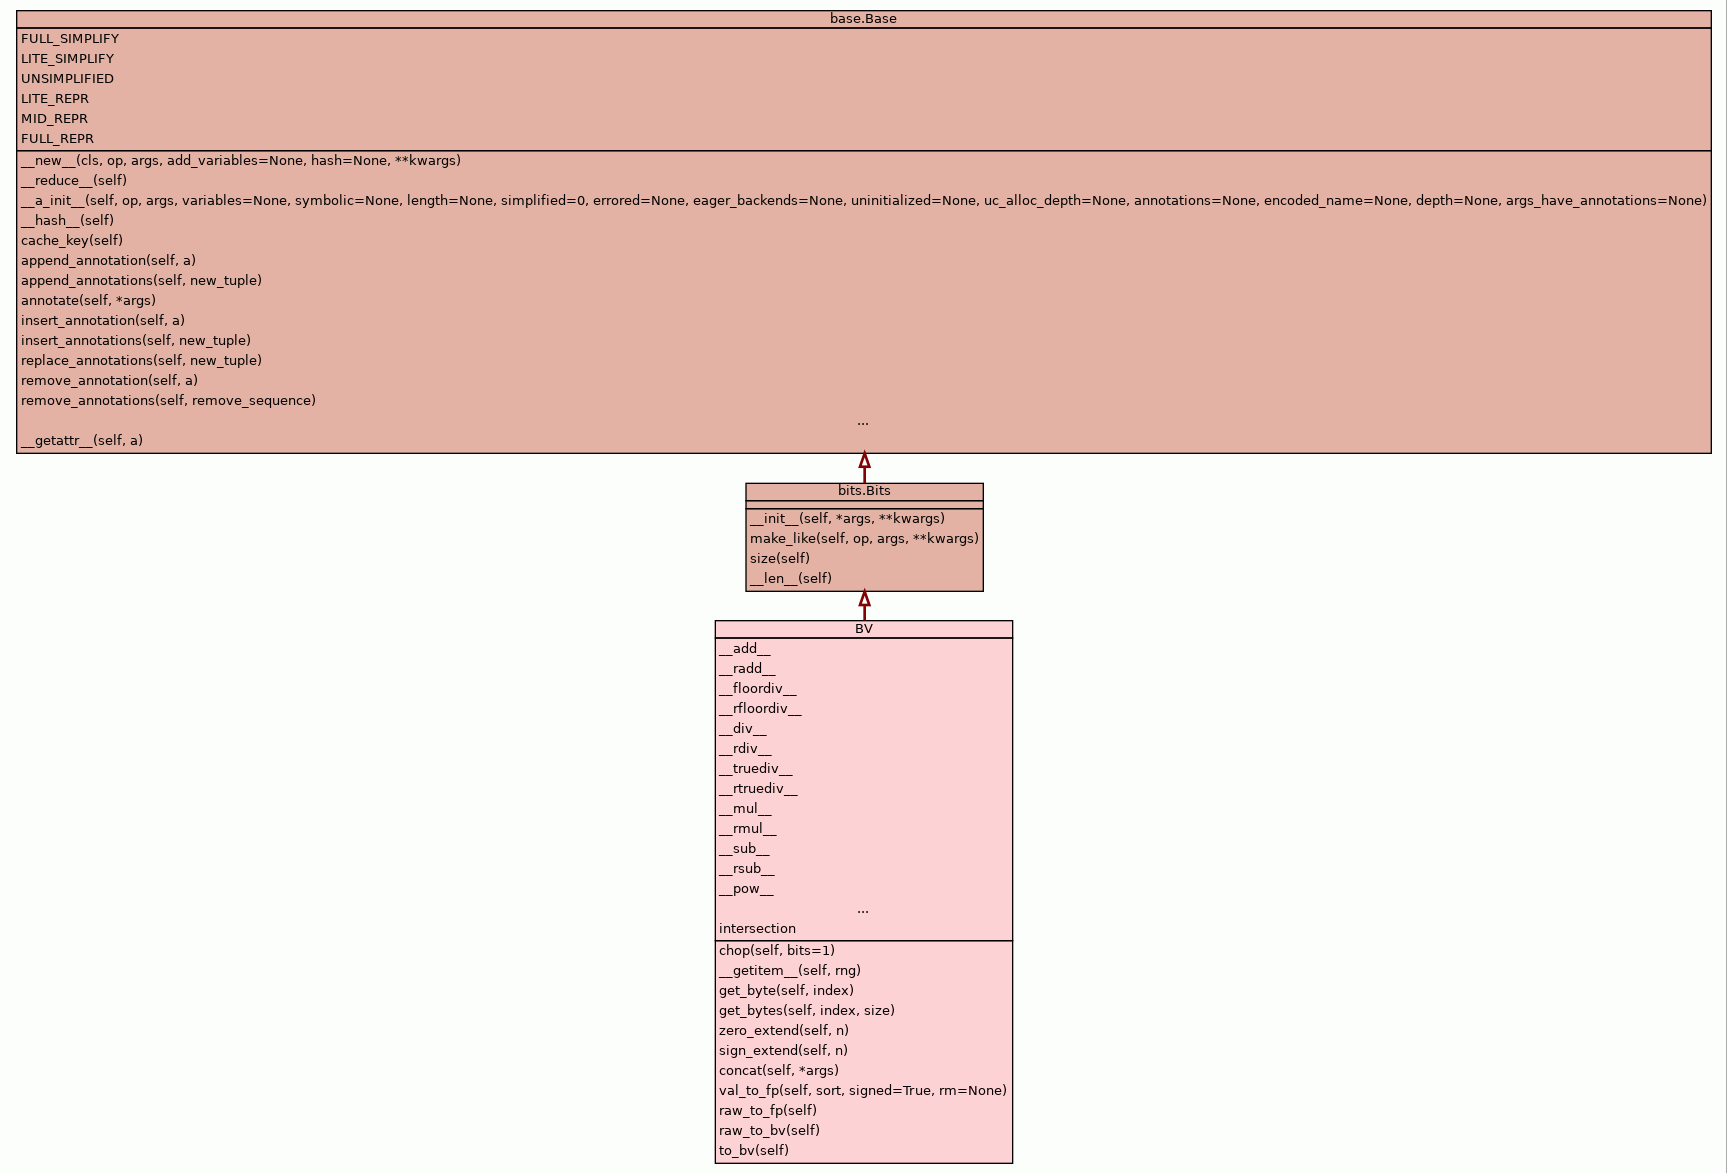 base.Base
FULL_SIMPLIFY
LITE_SIMPLIFY
UNSIMPLIFIED
LITE_REPR
MID_REPR
FULL_REPR
__new__(cls, op, args, add_variables=None, hash=None, **kwargs)
__reduce__(self)
__a_init__(self, op, args, variables=None, symbolic=None, length=None, simplified=0, errored=None, eager_backends=None, uninitialized=None, uc_alloc_depth=None, annotations=None, encoded_name=None, depth=None, args_have_annotations=None)
__hash__(self)
cache_key(self)
append_annotation(self, a)
append_annotations(self, new_tuple)
annotate(self, *args)
insert_annotation(self, a)
insert_annotations(self, new_tuple)
replace_annotations(self, new_tuple)
remove_annotation(self, a)
remove_annotations(self, remove_sequence)
...
__getattr__(self, a)
bits.Bits
__init__(self, *args, **kwargs)
make_like(self, op, args, **kwargs)
size(self)
__len__(self)
BV
__add__
__radd__
__floordiv__
__rfloordiv__
__div__
__rdiv__
__truediv__
__rtruediv__
__mul__
__rmul__
__sub__
__rsub__
__pow__
...
intersection
chop(self, bits=1)
__getitem__(self, rng)
get_byte(self, index)
get_bytes(self, index, size)
zero_extend(self, n)
sign_extend(self, n)
concat(self, *args)
val_to_fp(self, sort, signed=True, rm=None)
raw_to_fp(self)
raw_to_bv(self)
to_bv(self)